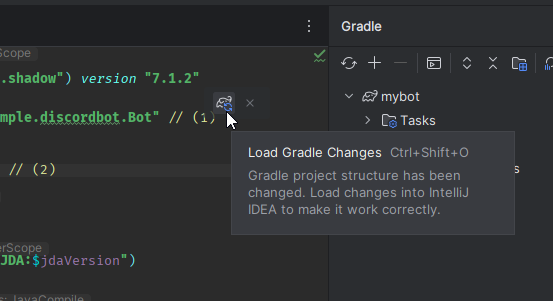 Scope
Gradle
.shadow") version "7.1.2"
mybot
mple.discordbot.Bot" // (1)
Tasks
Load Gradle Changes Ctrl+Shift+O
// (2)
s
Gradle project structure has been
changed. Load changes into IntelliJ
IDEA to make it work correctly.
erScope
JDA:$jdaVersion")
s: JavaCompile